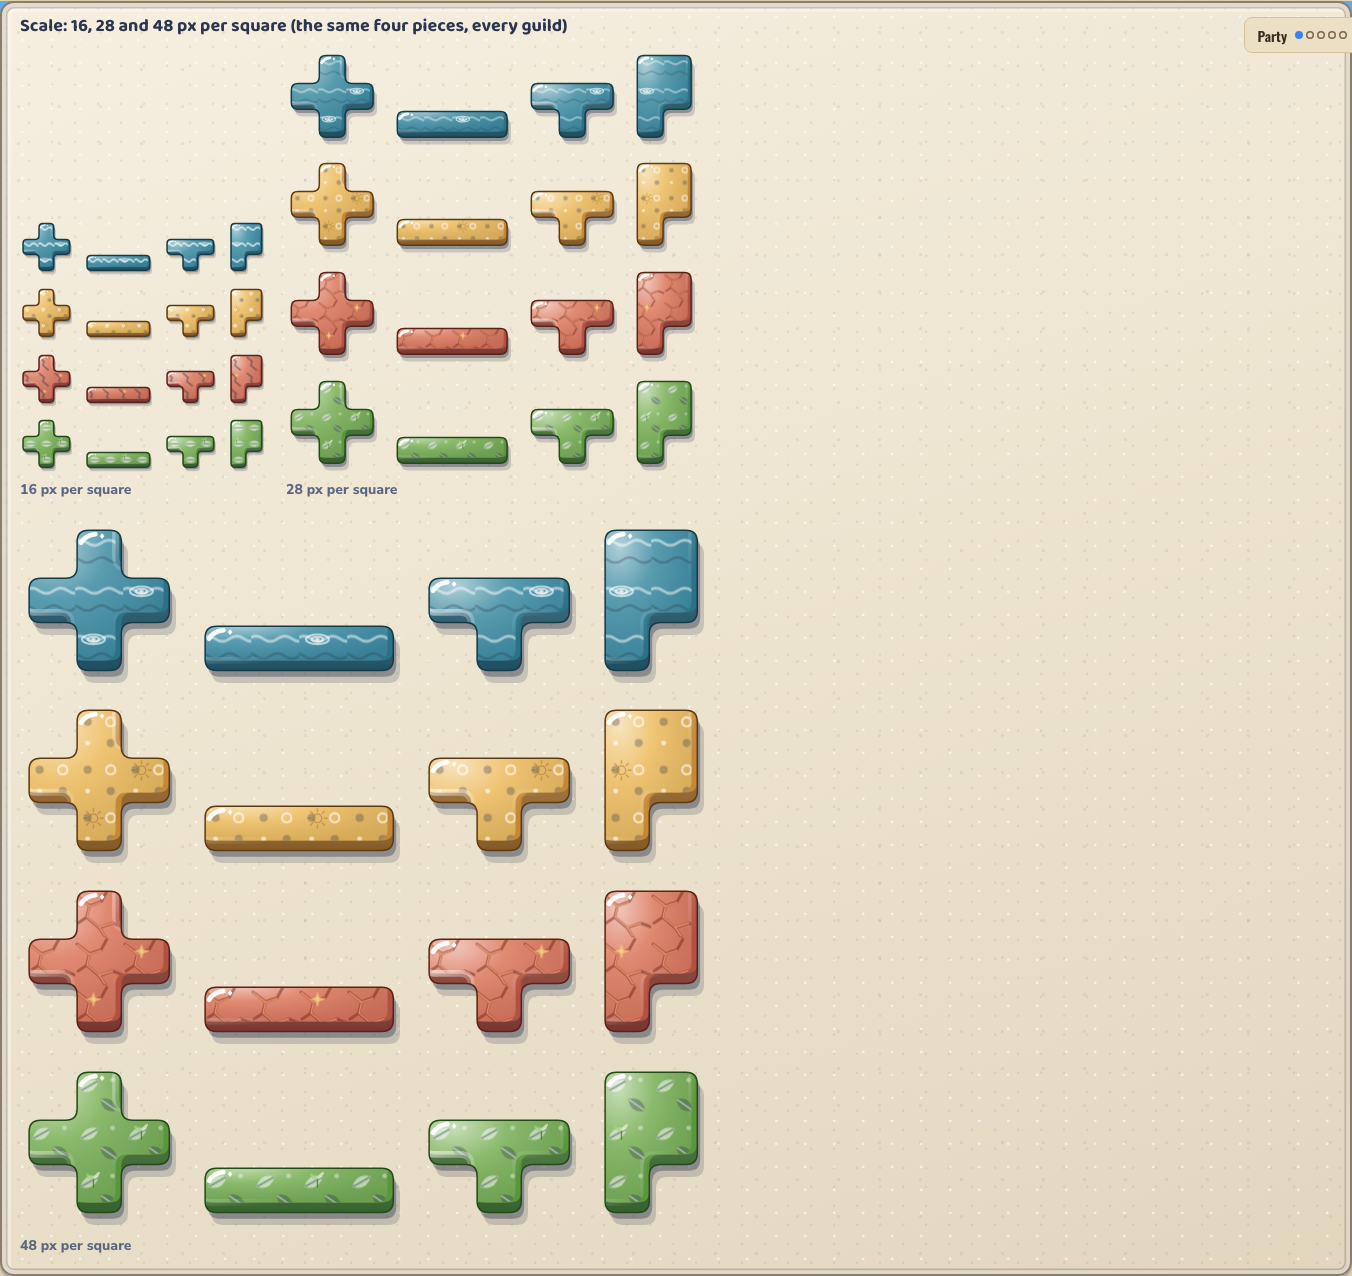 Scale: 16, 28 and 48 px per square (the same four pieces, every guild)
Party
16 px per square
28 px per square
48 px per square